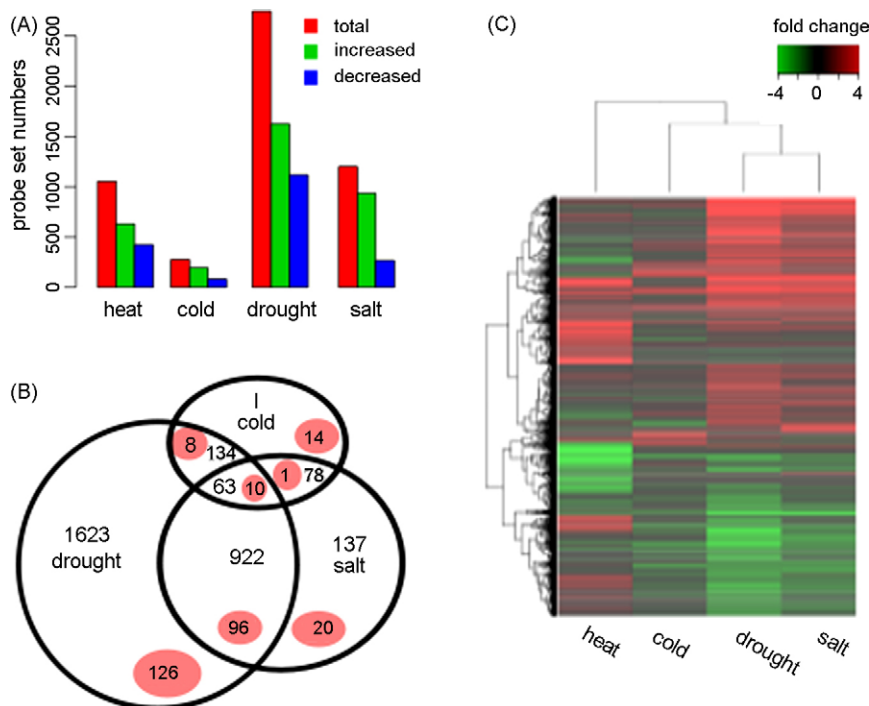 (A)
total
increased
decreased
probe set numbers
0 500 1000 1500 2500
heat cold drought salt
(B)
I
cold
8
134
14
63
10
1
78
1623
drought
922
137
salt
96
20
126
(C)
fold change
-4 0 4
heat cold drought salt